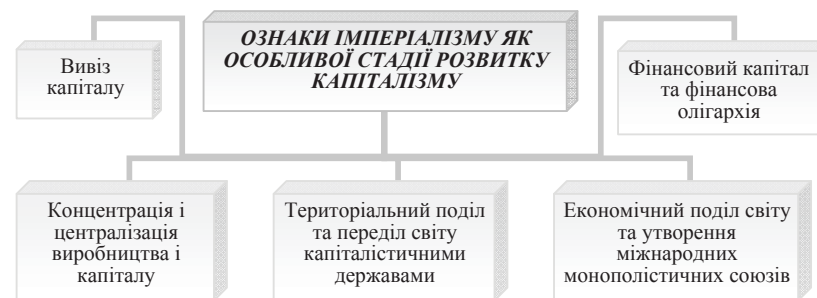 ОЗНАКИ ІМПЕРІАЛІЗМУ ЯК
ОСОБЛИВОЇ СТАДІЇ РОЗВИТКУ
КАПІТАЛІЗМУ
Вивіз
капіталу
Фінансовий капітал
та фінансова
олігархія
Концентрація і
централізація
виробництва і
капіталу
Територіальний поділ
та переділ світу
капіталістичними
державами
Економічний поділ світу
та утворення
міжнародних
монополістичних союзів